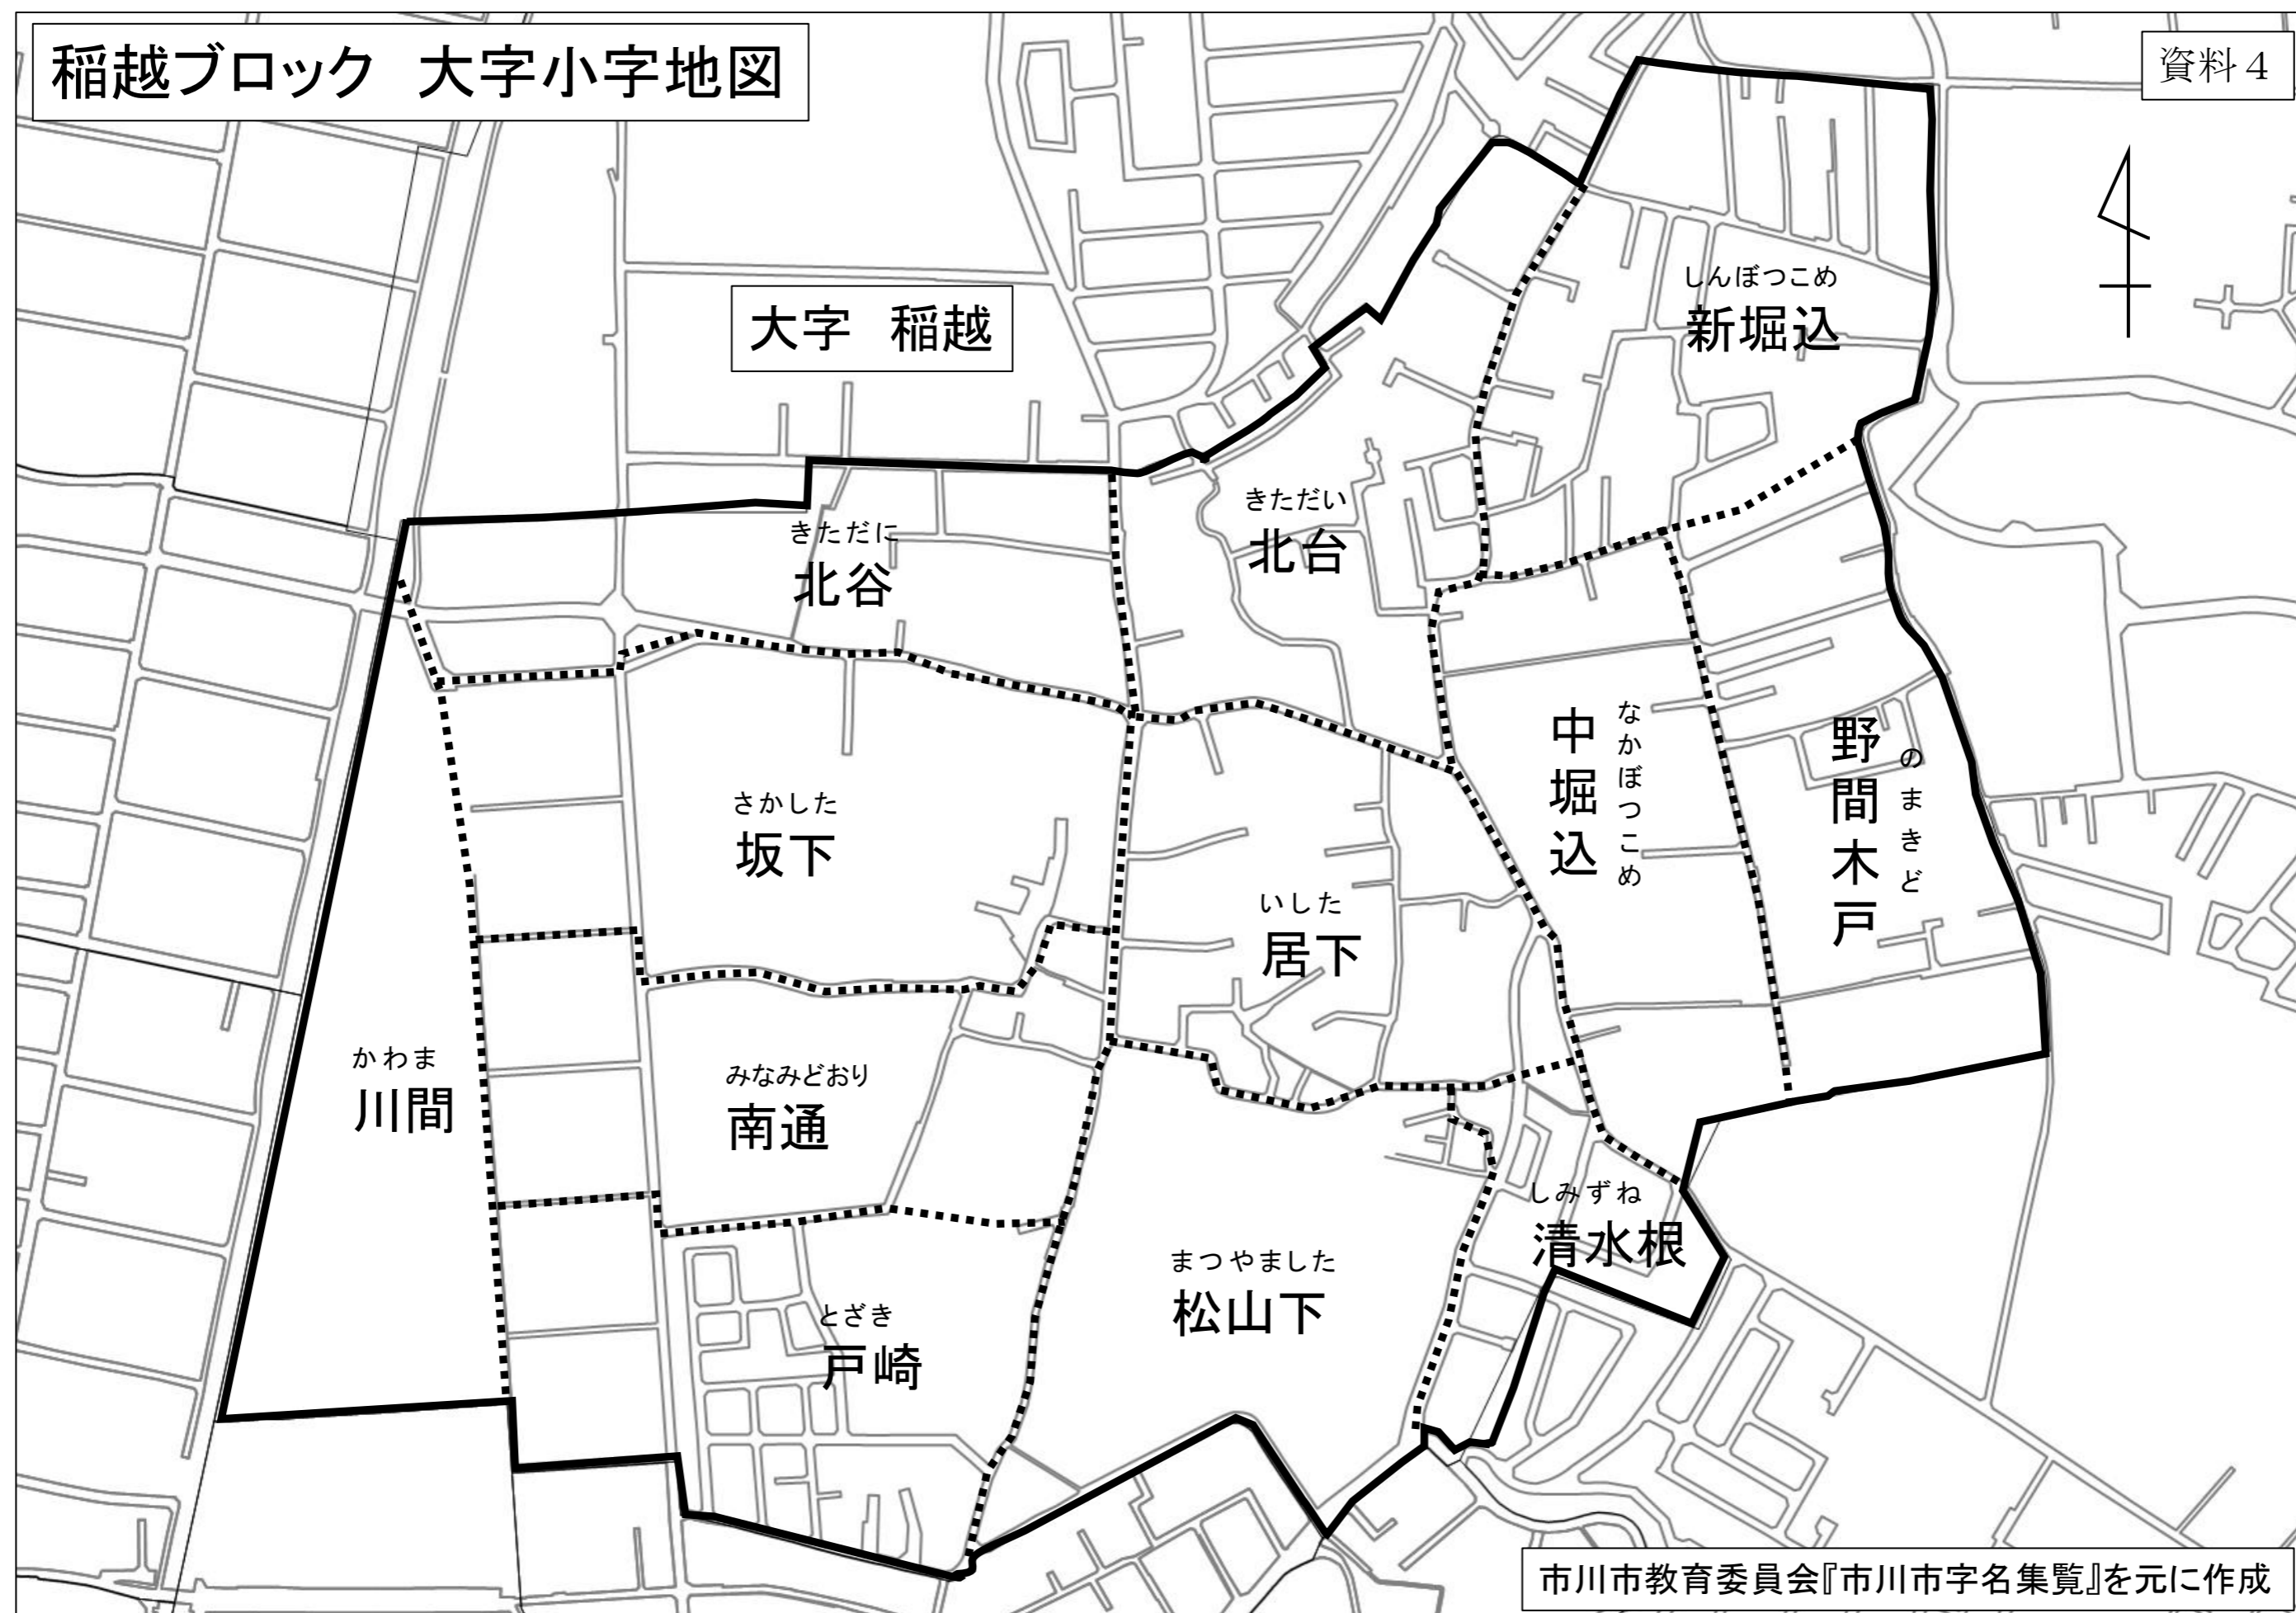 稲越ブロック 大字小字地図
資料４
大字 稲越
しんぼつこめ
新堀込
きただい
北台
きただに
北谷
なかぼつこめ
中堀込
のまきど
野間木戸
さかした
坂下
いした
居下
かわま
川間
みなみどおり
南通
しみずね
清水根
まつやました
松山下
とざき
戸崎
市川市教育委員会『市川市字名集覧』を元に作成